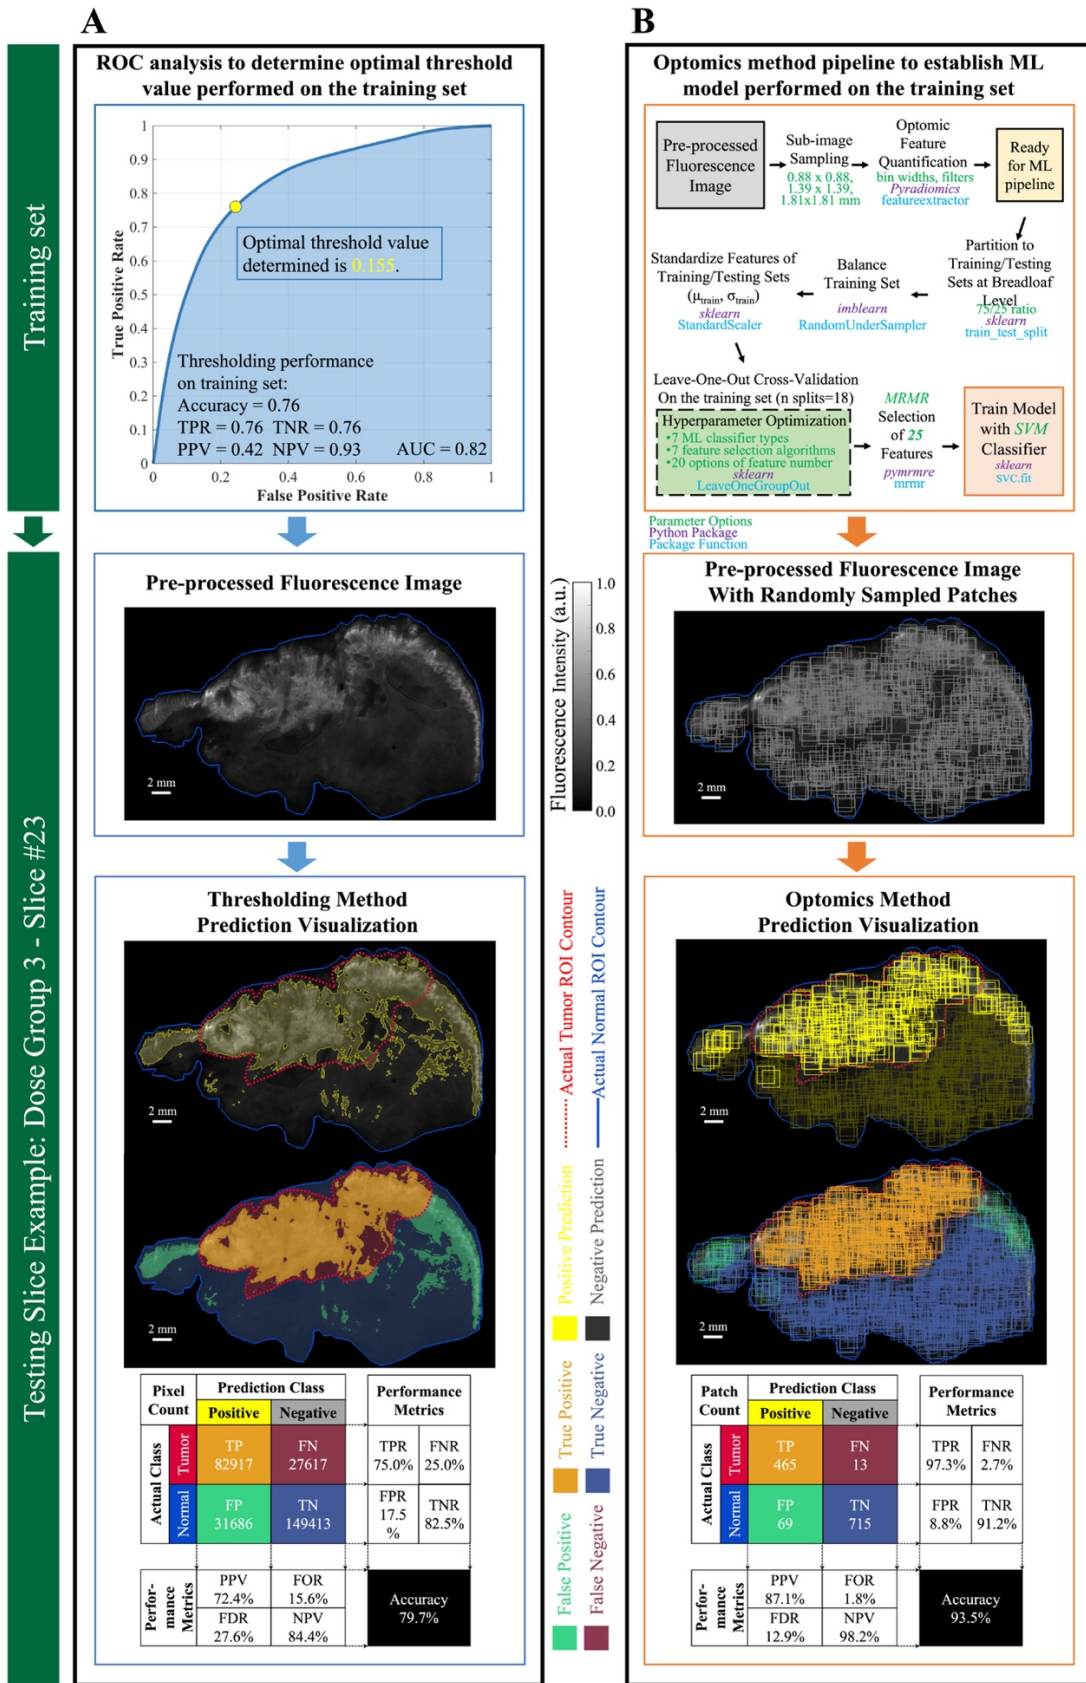 A
B
Training set
Testing Slice Example: Dose Group 3 - Slice #23
ROC analysis to determine optimal threshold
value performed on the training set
1
0.9
0.8
0.7
0.6
0.5
0.4
0.3
0.2
0.1
0
0
0.2
0.4
0.6
0.8
1
True Positive Rate
False Positive Rate
Optimal threshold value
determined is 0.155.
Thresholding performance
on training set:
Accuracy = 0.76
TPR = 0.76 TNR = 0.76
PPV = 0.42 NPV = 0.93 AUC = 0.82
Pre-processed Fluorescence Image
2 mm
Thresholding Method
Prediction Visualization
2 mm
2 mm
Pixel
Count
Prediction Class
Positive
Negative
Performance
Metrics
Actual Class
Tumor
Normal
TP
82917
FN
27617
TPR
75.0%
FNR
25.0%
FP
31686
TN
149413
FPR
17.5
%
TNR
82.5%
Perfor-
mance
Metrics
PPV
72.4%
FOR
15.6%
FDR
27.6%
NPV
84.4%
Accuracy
79.7%
Fluorescence Intensity (a.u.)
1.0
0.8
0.6
0.4
0.2
0.0
Actual Tumor ROI Contour
Actual Normal ROI Contour
Positive Prediction
Negative Prediction
True Positive
True Negative
False Positive
False Negative
Optomics method pipeline to establish ML
model performed on the training set
Pre-processed
Fluorescence
Image
Sub-image
Sampling
0.88 x 0.88,
1.39 x 1.39,
1.81x1.81 mm
Optomic
Feature
Quantification
bin widths, filters
Pyradiomics
featureextractor
Ready
for ML
pipeline
Partition to
Training/Testing
Sets at Breadloaf
Level
75/25 ratio
sklearn
train_test_split
Balance
Training Set
imblearn
RandomUnderSampler
Standardize Features of
Training/Testing Sets
(μtrain, σtrain)
sklearn
StandardScaler
Leave-One-Out Cross-Validation
On the training set (n splits=18)
Hyperparameter Optimization
•7 ML classifier types
•7 feature selection algorithms
•20 options of feature number
sklearn
LeaveOneGroupOut
MRMR
Selection
of 25
Features
pymrmre
mrmr
Train Model
with SVM
Classifier
sklearn
svc.fit
Parameter Options
Python Package
Package Function
Pre-processed Fluorescence Image
With Randomly Sampled Patches
2 mm
Optomics Method
Prediction Visualization
2 mm
2 mm
Patch
Count
Prediction Class
Positive
Negative
Performance
Metrics
Actual Class
Tumor
Normal
TP
465
FN
13
TPR
97.3%
FNR
2.7%
FP
69
TN
715
FPR
8.8%
TNR
91.2%
Perfor-
mance
Metrics
PPV
87.1%
FOR
1.8%
FDR
12.9%
NPV
98.2%
Accuracy
93.5%